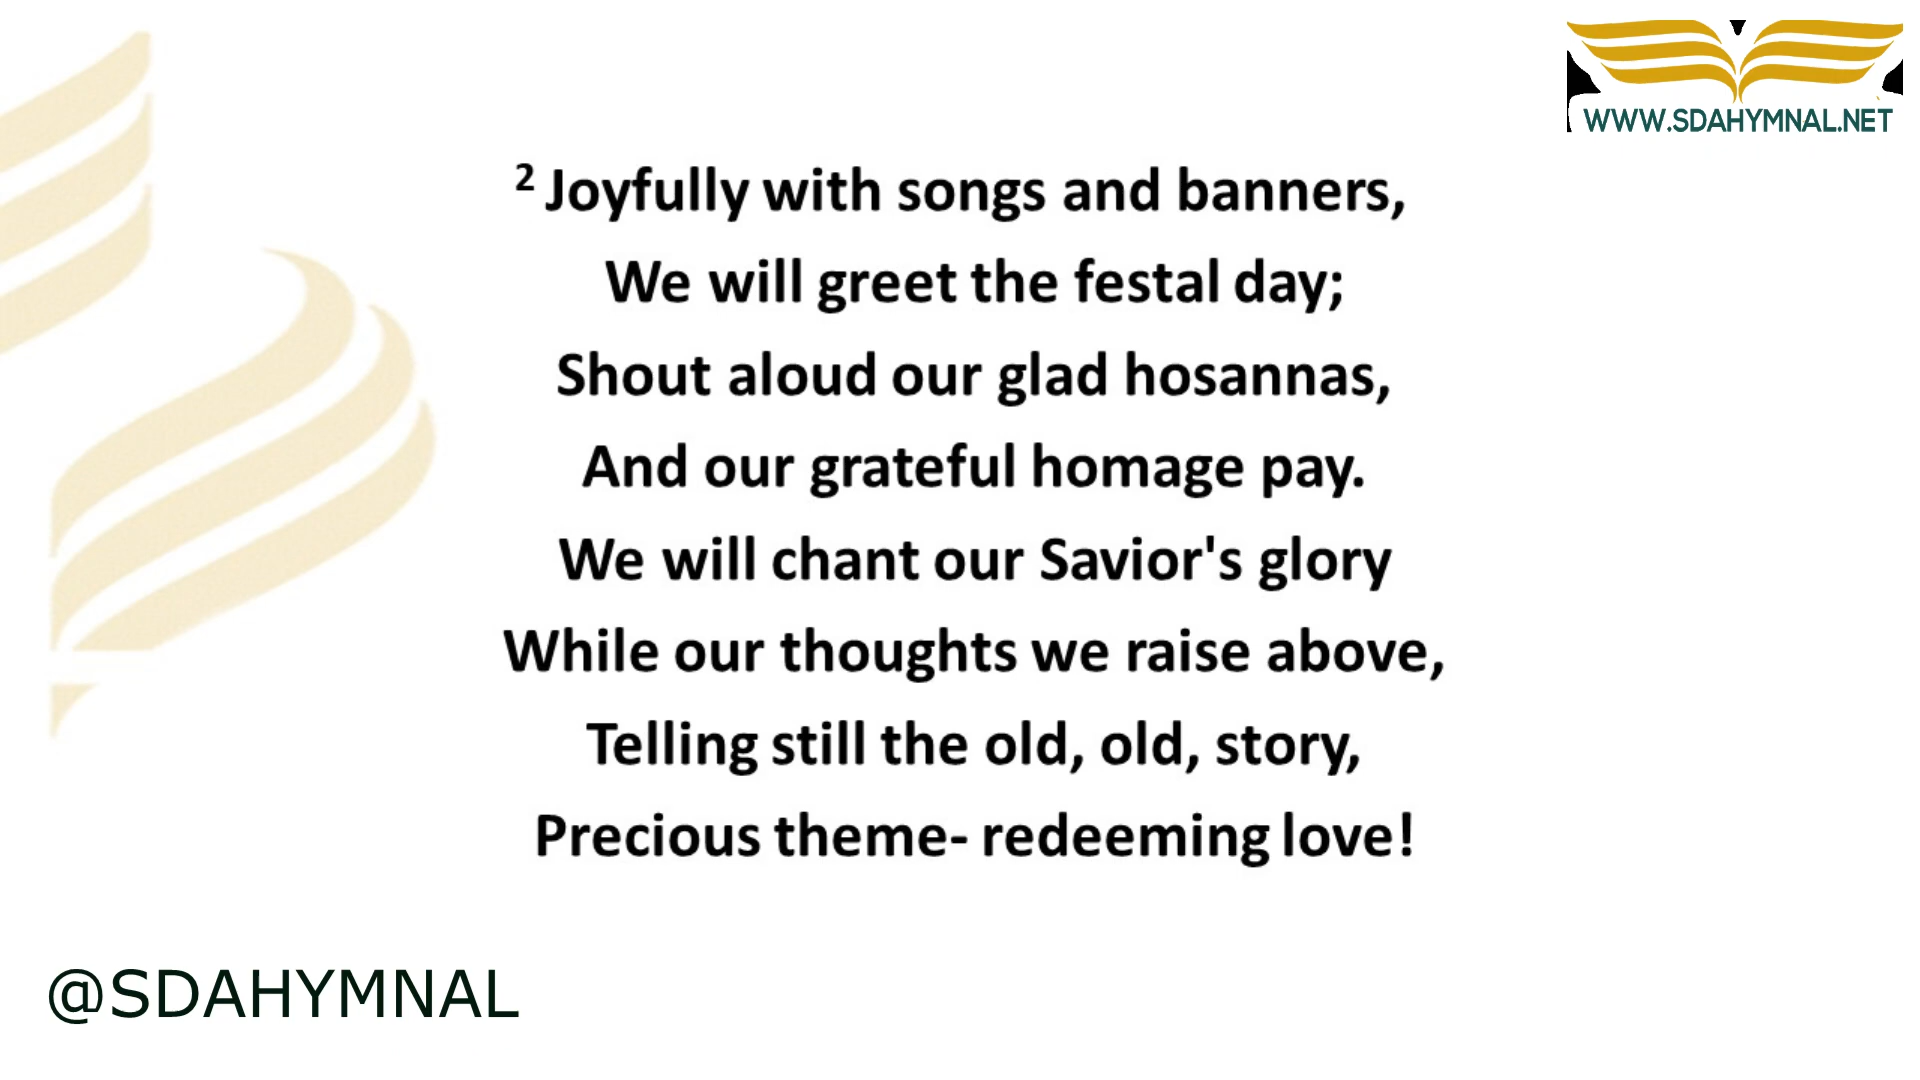 WWW.SDAHYMNAL.NET
² Joyfully with songs and banners,
We will greet the festal day;
Shout aloud our glad hosannas,
And our grateful homage pay.
We will chant our Savior's glory
While our thoughts we raise above,
Telling still the old, old, story,
Precious theme- redeeming love!
@SDAHYMNAL